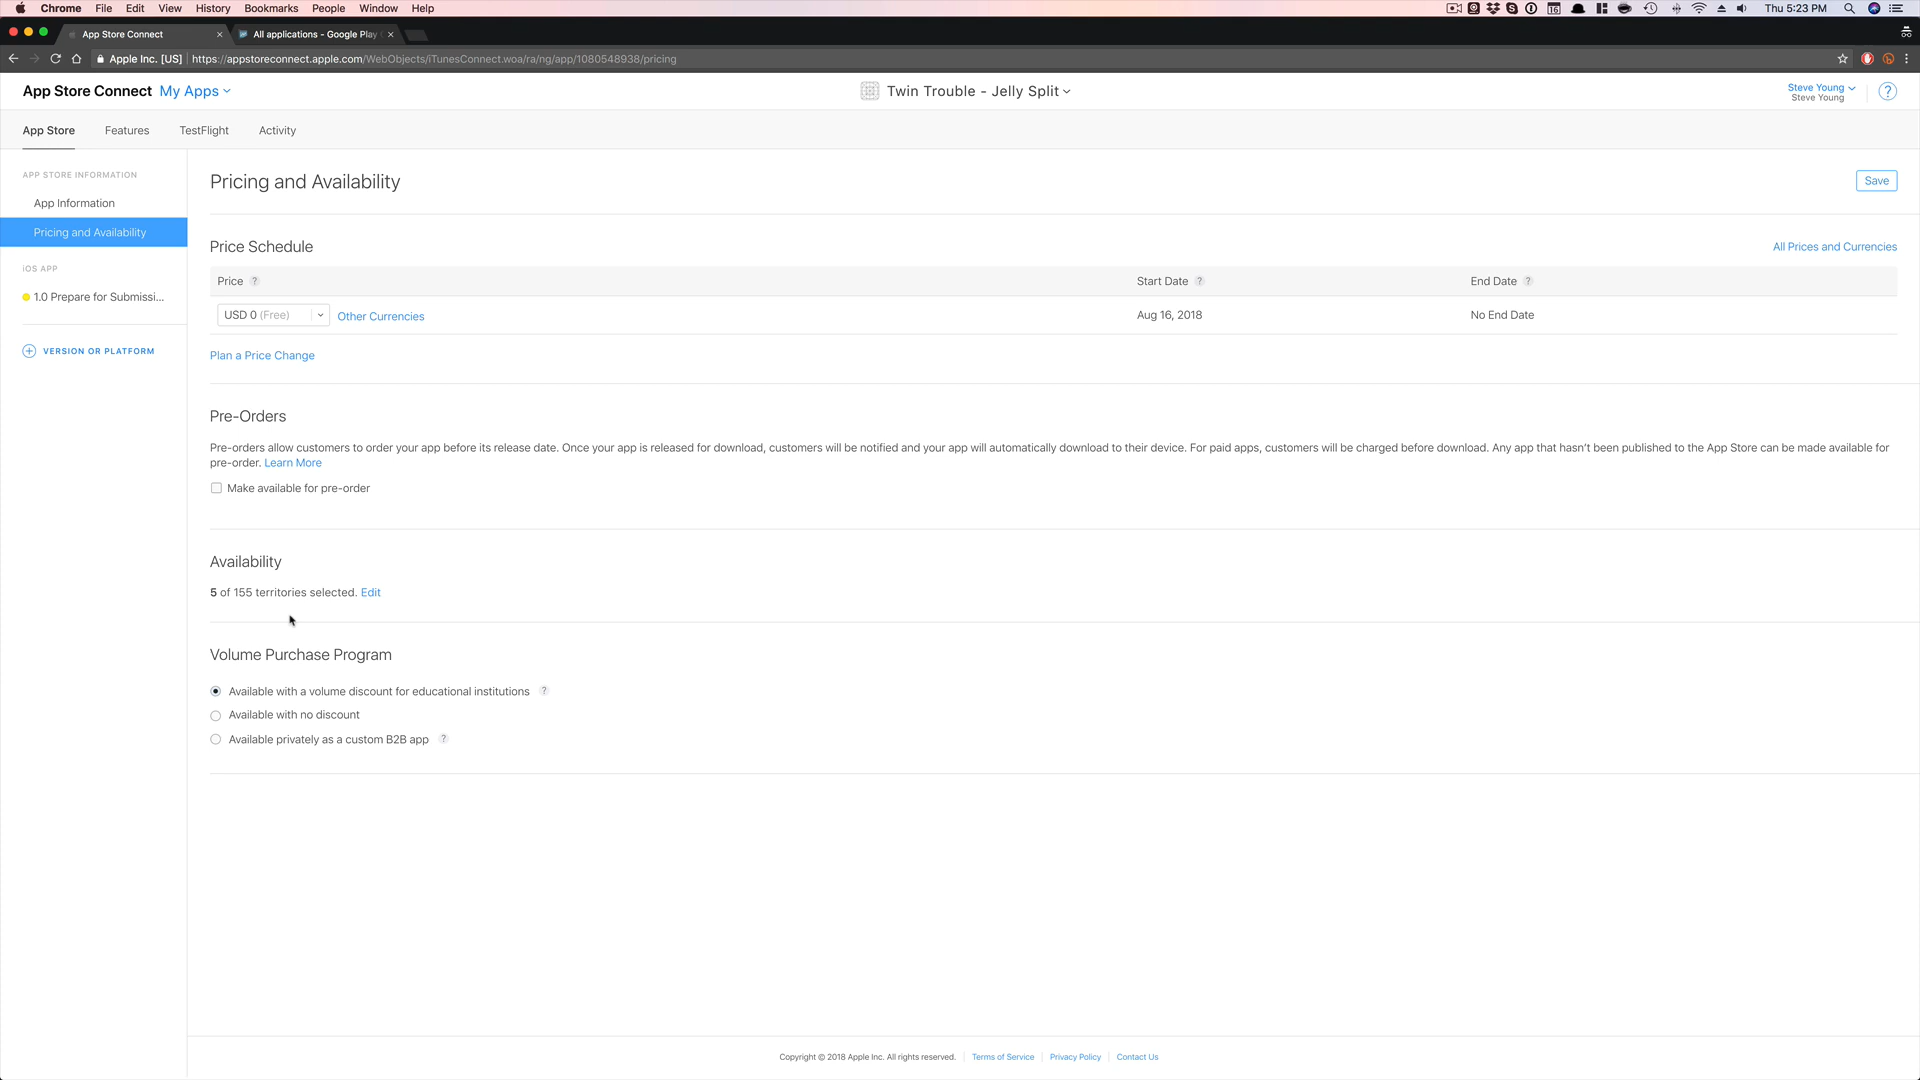 Chrome File Edit View History Bookmarks People Window Help
16 Thu 5:23 PM
App Store Connect × All applications - Google Play ×
Apple Inc. [US] https://appstoreconnect.apple.com/WebObjects/iTunesConnect.woa/ra/ng/app/1080548938/pricing
App Store Connect My Apps
Twin Trouble - Jelly Split
Steve Young
Steve Young
?
App Store Features TestFlight Activity
APP STORE INFORMATION
App Information
Pricing and Availability
iOS APP
1.0 Prepare for Submissi...
VERSION OR PLATFORM
Pricing and Availability
Save
Price Schedule
All Prices and Currencies
Price ? Start Date ? End Date ?
USD 0 (Free) Other Currencies Aug 16, 2018 No End Date
Plan a Price Change
Pre-Orders
Pre-orders allow customers to order your app before its release date. Once your app is released for download, customers will be notified and your app will automatically download to their device. For paid apps, customers will be charged before download. Any app that hasn't been published to the App Store can be made available for
pre-order. Learn More
Make available for pre-order
Availability
5 of 155 territories selected. Edit
Volume Purchase Program
Available with a volume discount for educational institutions ?
Available with no discount
Available privately as a custom B2B app ?
Copyright © 2018 Apple Inc. All rights reserved. Terms of Service Privacy Policy Contact Us